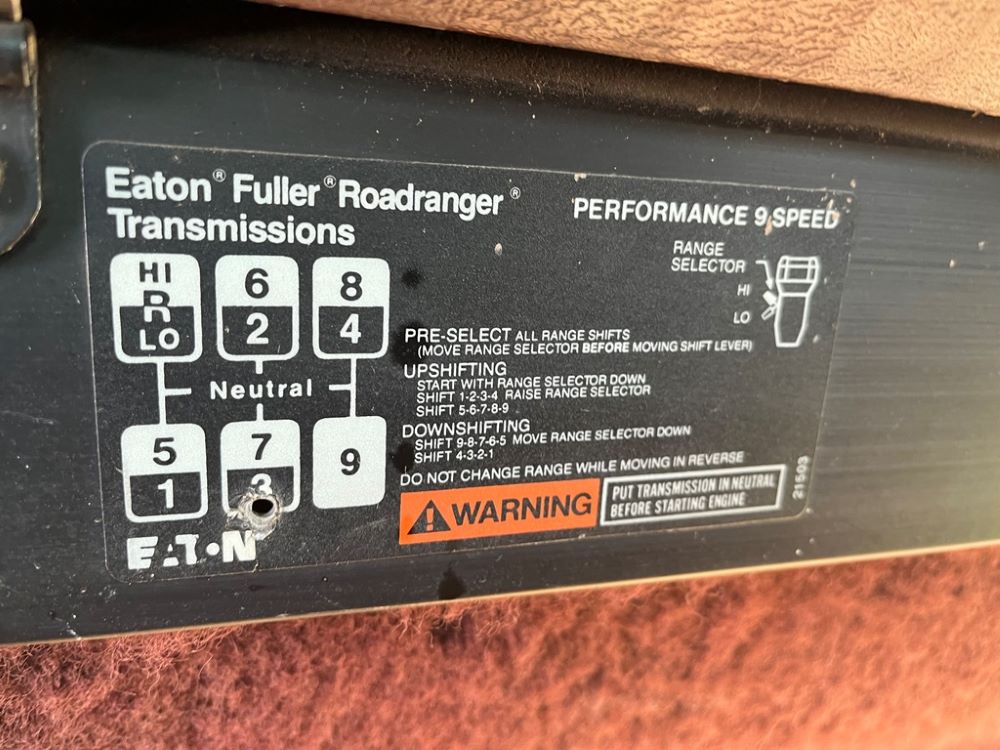 Eaton® Fuller® Roadranger®
Transmissions
PERFORMANCE 9 SPEED
RANGE
SELECTOR
HI
LO
HI
R
LO
6
2
8
4
Neutral
5
1
7
3
9
PRE-SELECT ALL RANGE SHIFTS
(MOVE RANGE SELECTOR BEFORE MOVING SHIFT LEVER)
UPSHIFTING
START WITH RANGE SELECTOR DOWN
SHIFT 1-2-3-4 RAISE RANGE SELECTOR
SHIFT 5-6-7-8-9
DOWNSHIFTING
SHIFT 9-8-7-6-5 MOVE RANGE SELECTOR DOWN
SHIFT 4-3-2-1
DO NOT CHANGE RANGE WHILE MOVING IN REVERSE
WARNING
PUT TRANSMISSION IN NEUTRAL
BEFORE STARTING ENGINE
21503
EAT•N